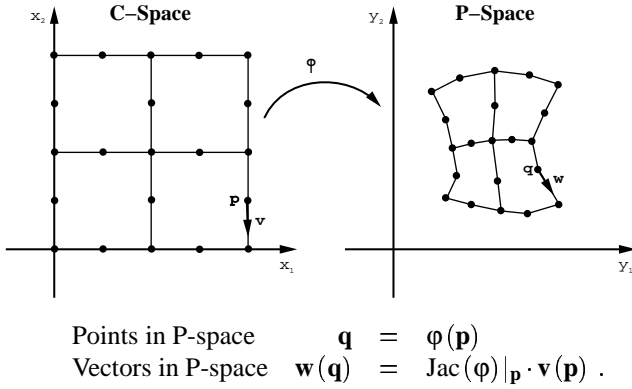 x₂ C–Space y₂ P–Space
φ
p
v
q
w
x₁ y₁
Points in P-space q = φ(p)
Vectors in P-space w(q) = Jac(φ)|ₚ · v(p) .